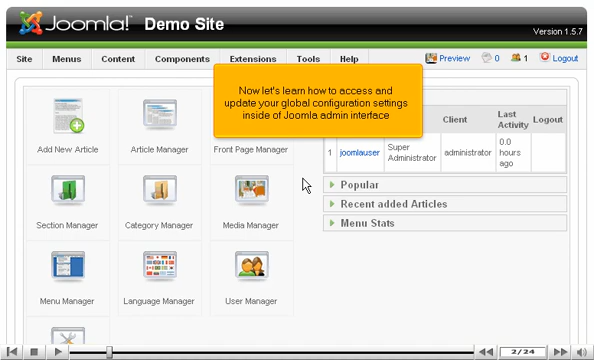 Joomla!
Demo Site
Version 1.5.7
Site Menus Content Components Extensions Tools Help
Preview 0 1 Logout
Now let's learn how to access and
update your global configuration settings
inside of Joomla admin interface
Client Last Activity Logout
Add New Article
Article Manager
Front Page Manager
1 joomlauser Super Administrator administrator 0.0 hours ago
Popular
Recent added Articles
Menu Stats
Section Manager
Category Manager
Media Manager
Menu Manager
Language Manager
User Manager
2/24